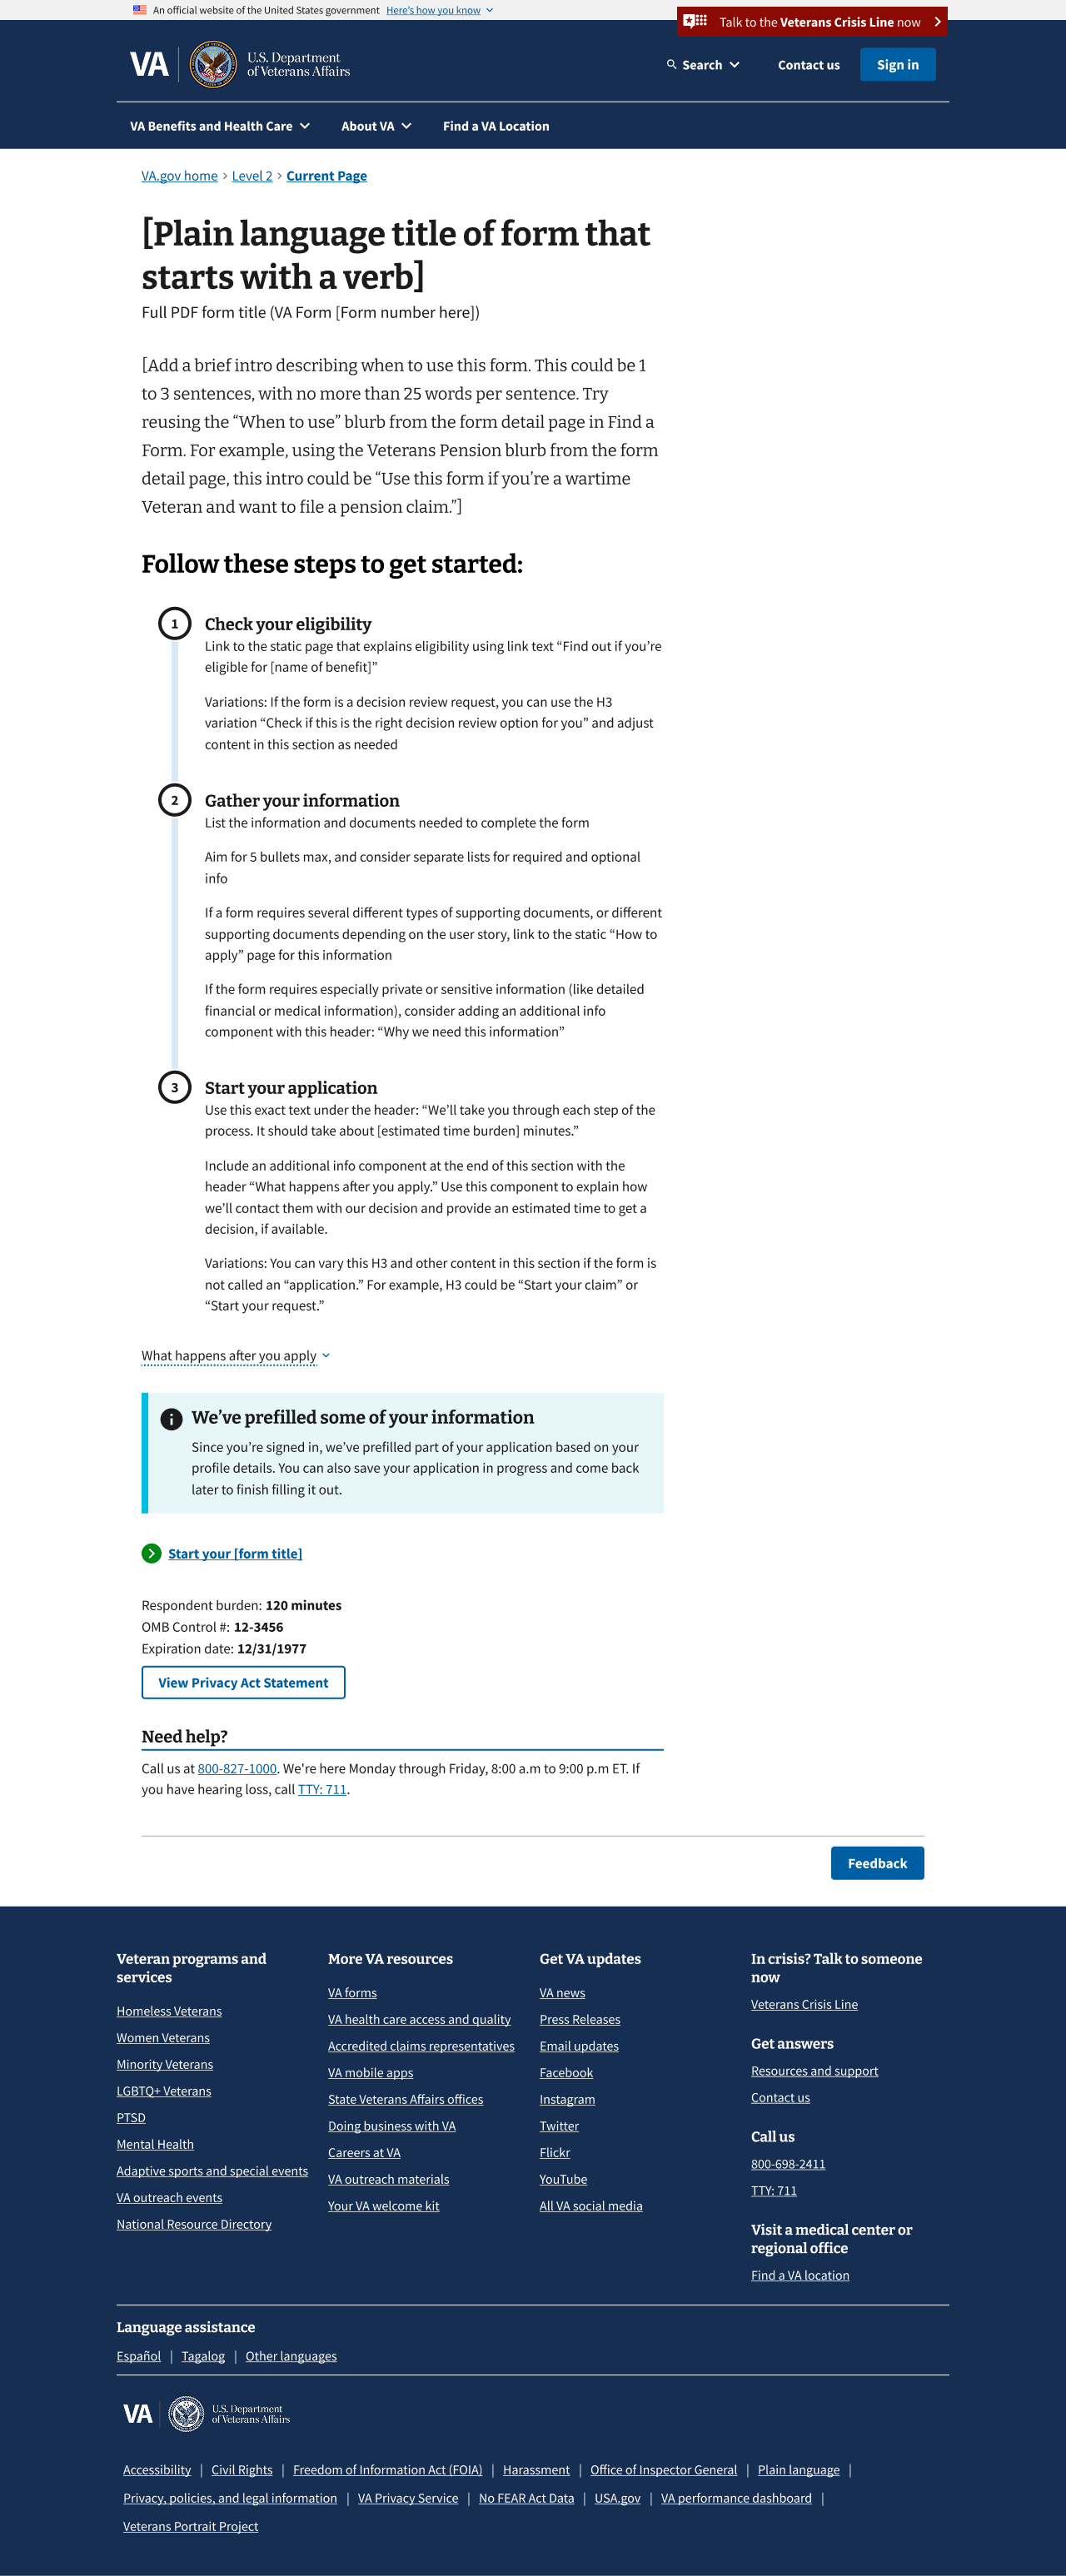 An official website of the United States government Here's how you know
Talk to the Veterans Crisis Line now
VA
U.S. Department
of Veterans Affairs
Search
Contact us
Sign in
VA Benefits and Health Care
About VA
Find a VA Location
VA.gov home
Level 2
Current Page
[Plain language title of form that
starts with a verb]
Full PDF form title (VA Form [Form number here])
[Add a brief intro describing when to use this form. This could be 1
to 3 sentences, with no more than 25 words per sentence. Try
reusing the “When to use” blurb from the form detail page in Find a
Form. For example, using the Veterans Pension blurb from the form
detail page, this intro could be “Use this form if you’re a wartime
Veteran and want to file a pension claim.”]
Follow these steps to get started:
1
Check your eligibility
Link to the static page that explains eligibility using link text “Find out if you’re
eligible for [name of benefit]”
Variations: If the form is a decision review request, you can use the H3
variation “Check if this is the right decision review option for you” and adjust
content in this section as needed
2
Gather your information
List the information and documents needed to complete the form
Aim for 5 bullets max, and consider separate lists for required and optional
info
If a form requires several different types of supporting documents, or different
supporting documents depending on the user story, link to the static “How to
apply” page for this information
If the form requires especially private or sensitive information (like detailed
financial or medical information), consider adding an additional info
component with this header: “Why we need this information”
3
Start your application
Use this exact text under the header: “We’ll take you through each step of the
process. It should take about [estimated time burden] minutes.”
Include an additional info component at the end of this section with the
header “What happens after you apply.” Use this component to explain how
we’ll contact them with our decision and provide an estimated time to get a
decision, if available.
Variations: You can vary this H3 and other content in this section if the form is
not called an “application.” For example, H3 could be “Start your claim” or
“Start your request.”
What happens after you apply
We’ve prefilled some of your information
Since you’re signed in, we’ve prefilled part of your application based on your
profile details. You can also save your application in progress and come back
later to finish filling it out.
Start your [form title]
Respondent burden: 120 minutes
OMB Control #: 12-3456
Expiration date: 12/31/1977
View Privacy Act Statement
Need help?
Call us at 800-827-1000. We're here Monday through Friday, 8:00 a.m to 9:00 p.m ET. If
you have hearing loss, call TTY: 711.
Feedback
Veteran programs and
services
Homeless Veterans
Women Veterans
Minority Veterans
LGBTQ+ Veterans
PTSD
Mental Health
Adaptive sports and special events
VA outreach events
National Resource Directory
More VA resources
VA forms
VA health care access and quality
Accredited claims representatives
VA mobile apps
State Veterans Affairs offices
Doing business with VA
Careers at VA
VA outreach materials
Your VA welcome kit
Get VA updates
VA news
Press Releases
Email updates
Facebook
Instagram
Twitter
Flickr
YouTube
All VA social media
In crisis? Talk to someone
now
Veterans Crisis Line
Get answers
Resources and support
Contact us
Call us
800-698-2411
TTY: 711
Visit a medical center or
regional office
Find a VA location
Language assistance
Español | Tagalog | Other languages
VA
U.S. Department
of Veterans Affairs
Accessibility | Civil Rights | Freedom of Information Act (FOIA) | Harassment | Office of Inspector General | Plain language |
Privacy, policies, and legal information | VA Privacy Service | No FEAR Act Data | USA.gov | VA performance dashboard |
Veterans Portrait Project